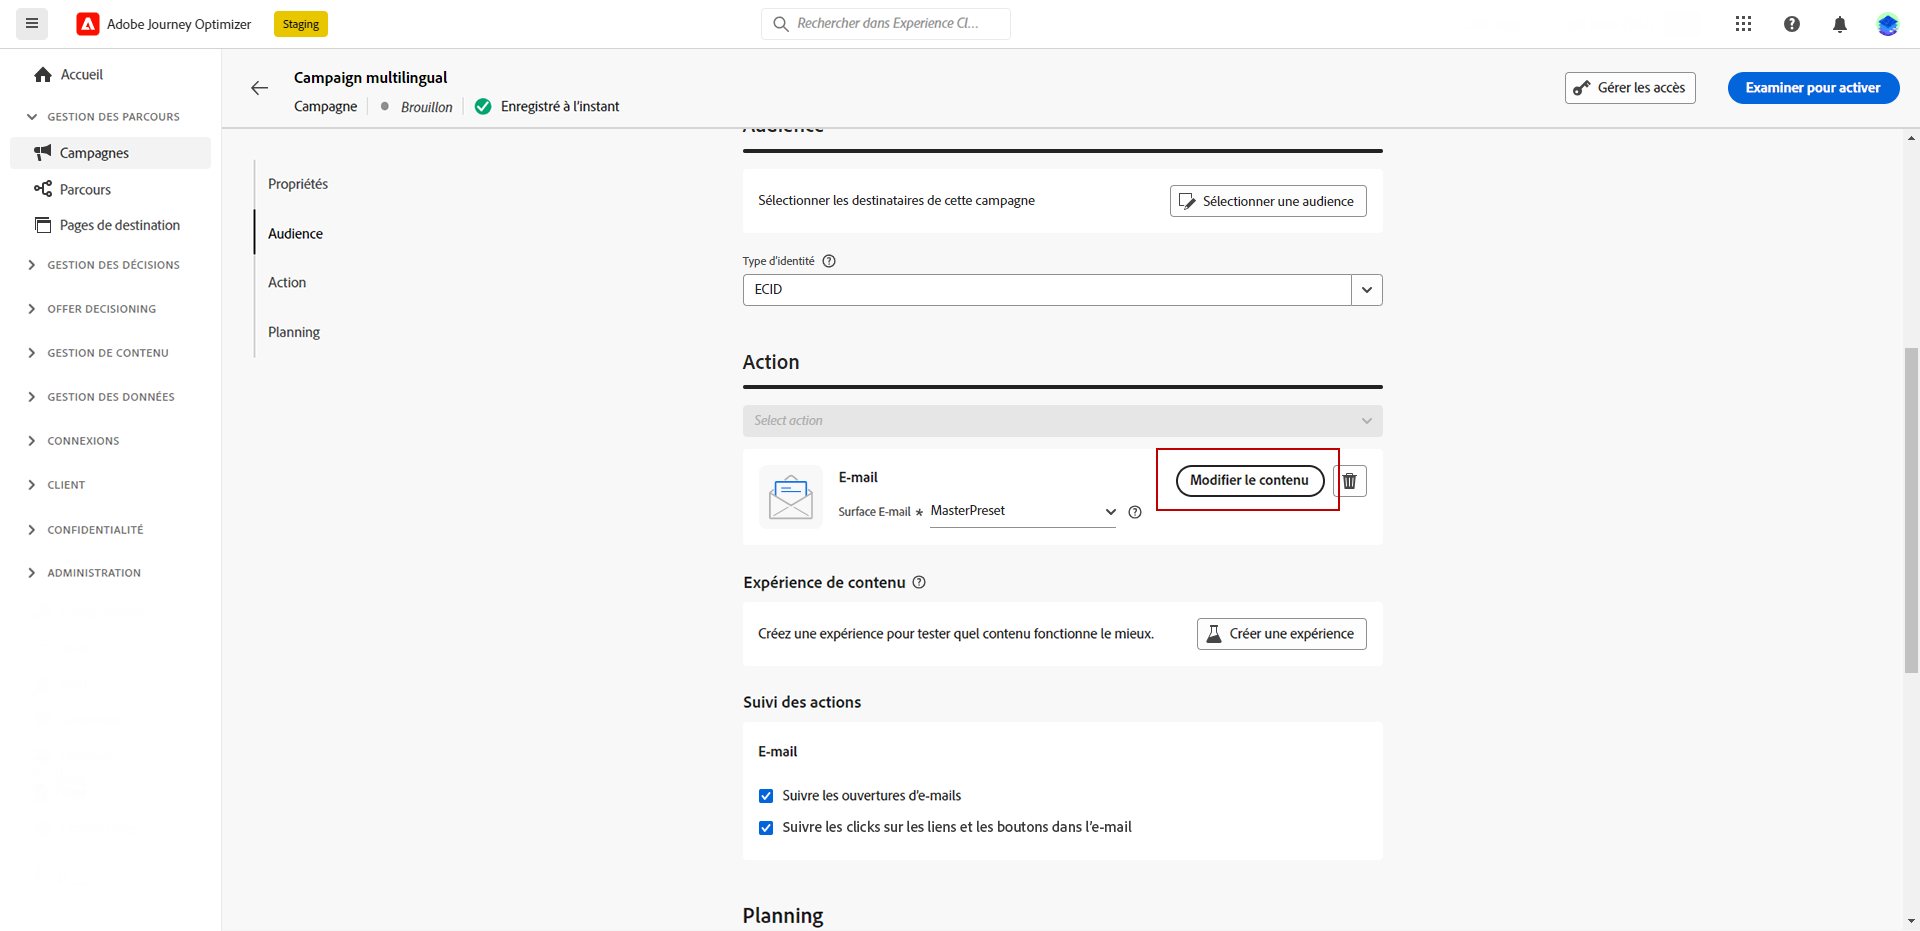 Adobe Journey Optimizer
Staging
Rechercher dans Experience Cl...
Accueil
GESTION DES PARCOURS
Campagnes
Parcours
Pages de destination
GESTION DES DÉCISIONS
OFFER DECISIONING
GESTION DE CONTENU
GESTION DES DONNÉES
CONNEXIONS
CLIENT
CONFIDENTIALITÉ
ADMINISTRATION
Campaign multilingual
Campagne
Brouillon
Enregistré à l'instant
Gérer les accès
Examiner pour activer
Propriétés
Audience
Action
Planning
Audience
Sélectionner les destinataires de cette campagne
Sélectionner une audience
Type d'identité
ECID
Action
Select action
E-mail
Surface E-mail *
MasterPreset
Modifier le contenu
Expérience de contenu
Créez une expérience pour tester quel contenu fonctionne le mieux.
Créer une expérience
Suivi des actions
E-mail
Suivre les ouvertures d'e-mails
Suivre les clicks sur les liens et les boutons dans l'e-mail
Planning